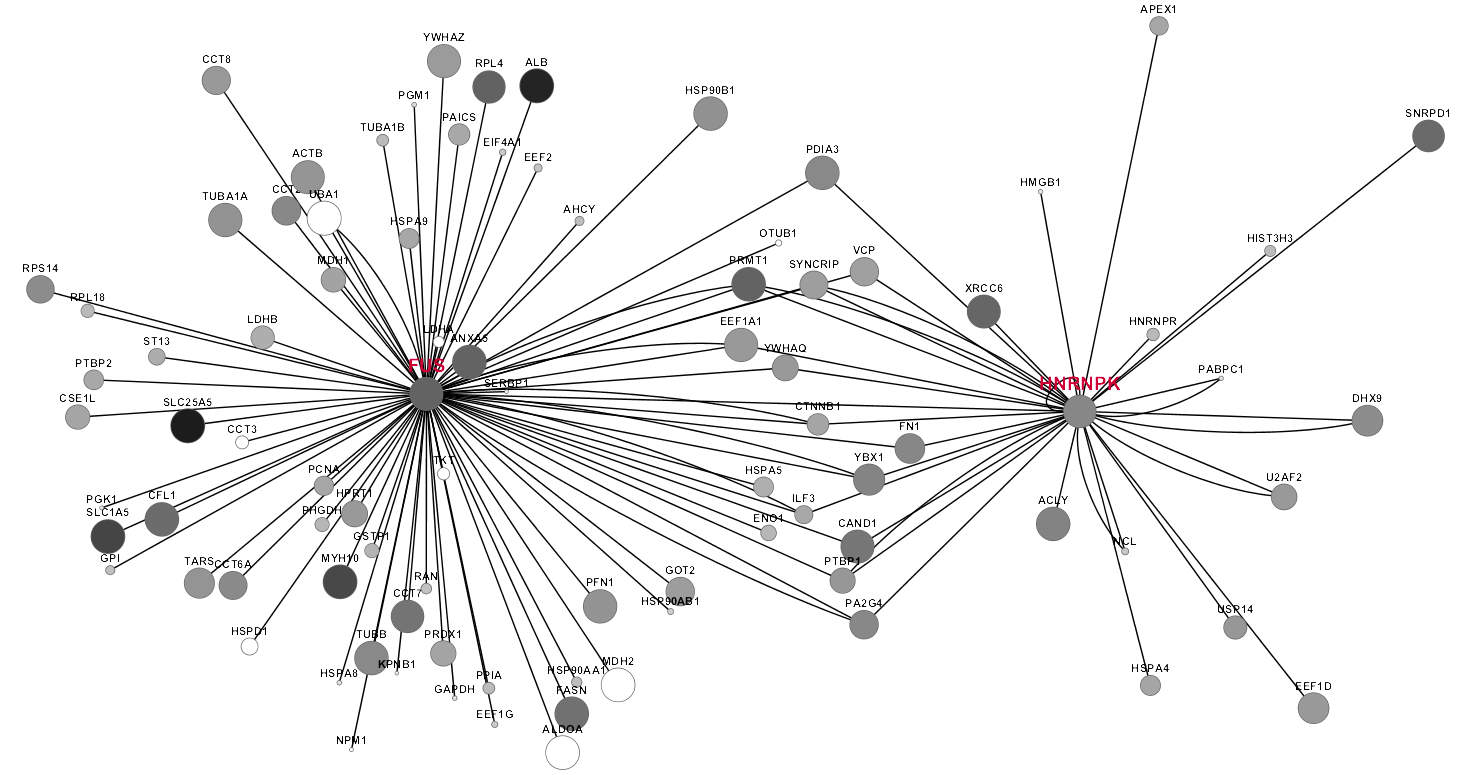 APEX1
YWHAZ
CCT8
RPL4
ALB
HSP90B1
PGM1
SNRPD1
PAICS
TUBA1B
EIF4A1
ACTB
EEF2
PDIA3
HMGB1
CCT2
UBA1
TUBA1A
AHCY
HSPA9
OTUB1
HIST3H3
VCP
MDH1
PRMT1
SYNCRIP
RPS14
XRCC6
RPL18
LDHB
EEF1A1
HNRNPR
LDHA
ANXA5
ST13
YWHAQ
FUS
PTBP2
PABPC1
SERBP1
HNRNPK
CSE1L
SLC25A5
CTNNB1
DHX9
CCT3
FN1
TKT
YBX1
PCNA
HSPA5
U2AF2
PGK1
CFL1
HPRT1
ILF3
ACLY
SLC1A5
PHGDH
ENO1
CAND1
GSTP1
NCL
GPI
TARS
CCT6A
MYH10
PTBP1
RAN
GOT2
PFN1
CCT7
HSP90AB1
PA2G4
USP14
HSPD1
TUBB
PRDX1
KPNB1
MDH2
HSPA8
HSP90AA1
HSPA4
PPIA
GAPDH
FASN
EEF1D
EEF1G
ALDOA
NPM1